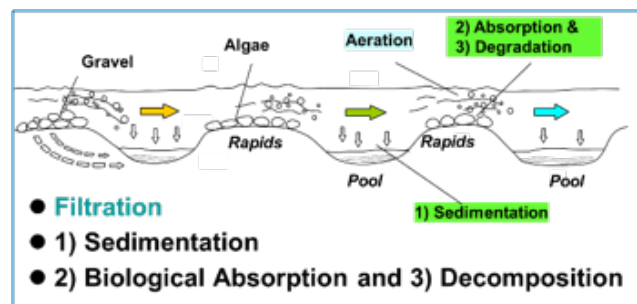 2) Absorption &
3) Degradation
Algae
Aeration
Gravel
Rapids
Rapids
Pool
Pool
1) Sedimentation
● Filtration
● 1) Sedimentation
● 2) Biological Absorption and 3) Decomposition